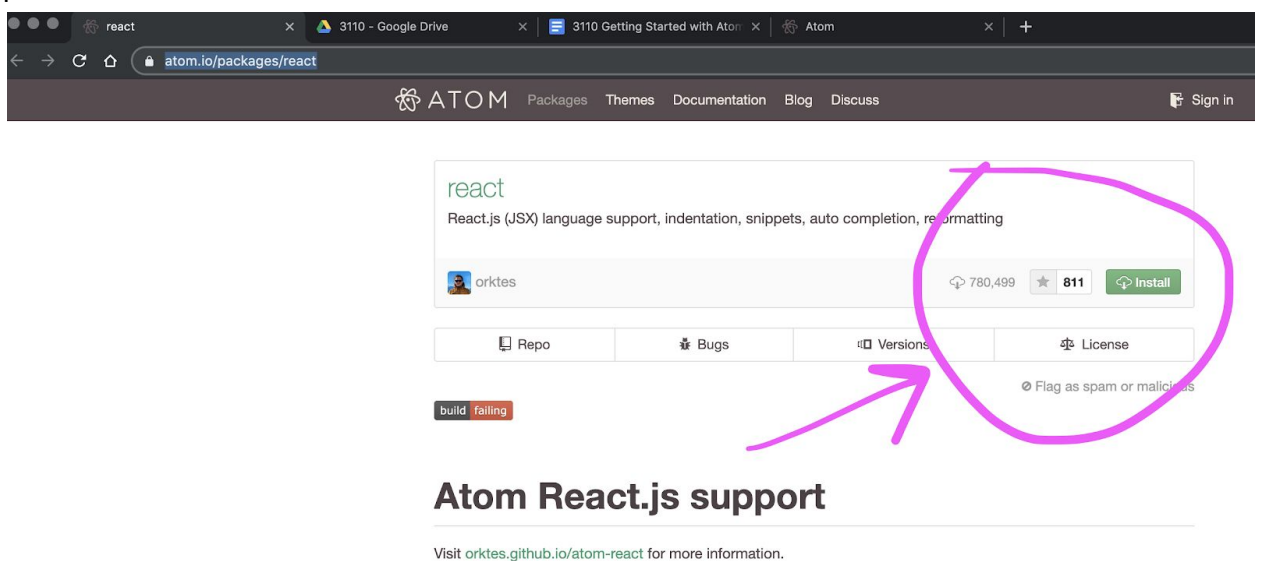 react 3110 - Google Drive 3110 Getting Started with Atom Atom
atom.io/packages/react
ATOM Packages Themes Documentation Blog Discuss Sign in
react
React.js (JSX) language support, indentation, snippets, auto completion, reformatting
orktes 780,499 811 Install
Repo Bugs Versions License
Flag as spam or malicious
build failing
Atom React.js support
Visit orktes.github.io/atom-react for more information.